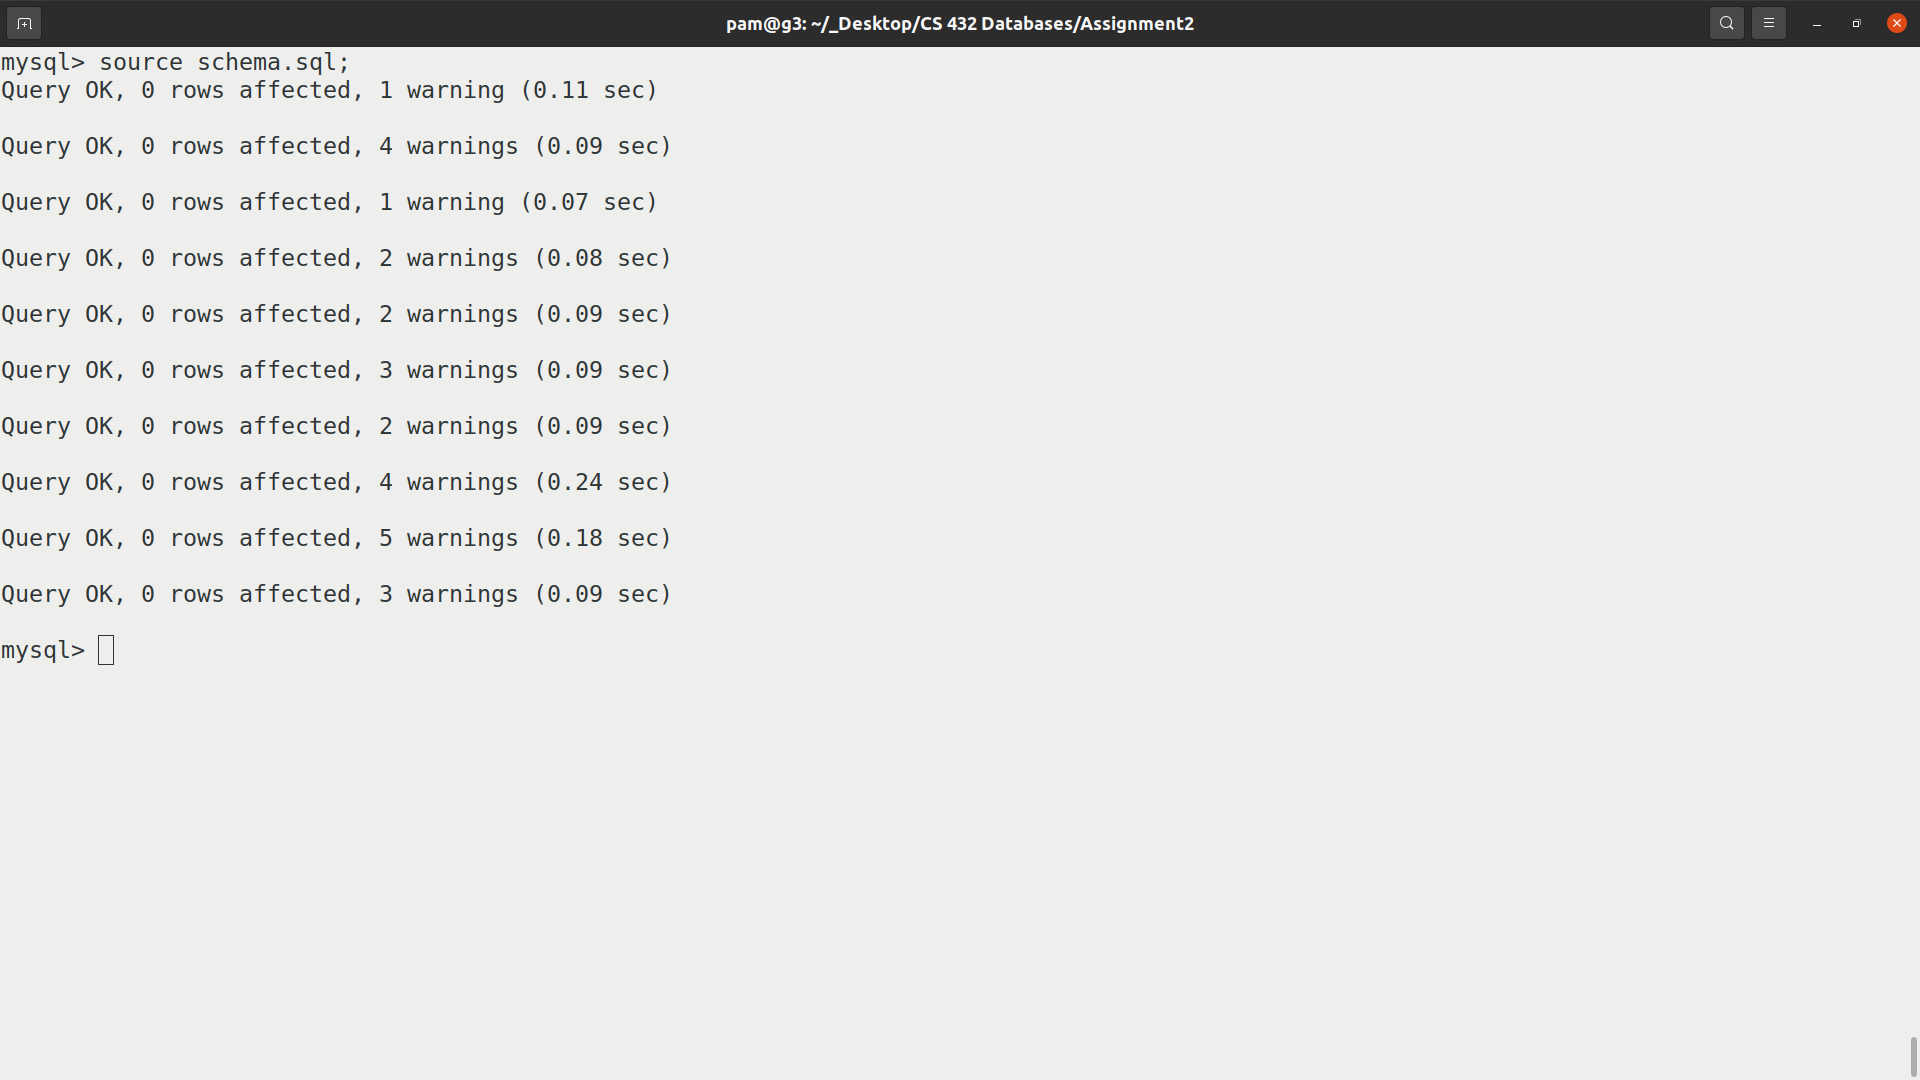 pam@g3: ~/_Desktop/CS 432 Databases/Assignment2
mysql> source schema.sql;
Query OK, 0 rows affected, 1 warning (0.11 sec)
Query OK, 0 rows affected, 4 warnings (0.09 sec)
Query OK, 0 rows affected, 1 warning (0.07 sec)
Query OK, 0 rows affected, 2 warnings (0.08 sec)
Query OK, 0 rows affected, 2 warnings (0.09 sec)
Query OK, 0 rows affected, 3 warnings (0.09 sec)
Query OK, 0 rows affected, 2 warnings (0.09 sec)
Query OK, 0 rows affected, 4 warnings (0.24 sec)
Query OK, 0 rows affected, 5 warnings (0.18 sec)
Query OK, 0 rows affected, 3 warnings (0.09 sec)
mysql>